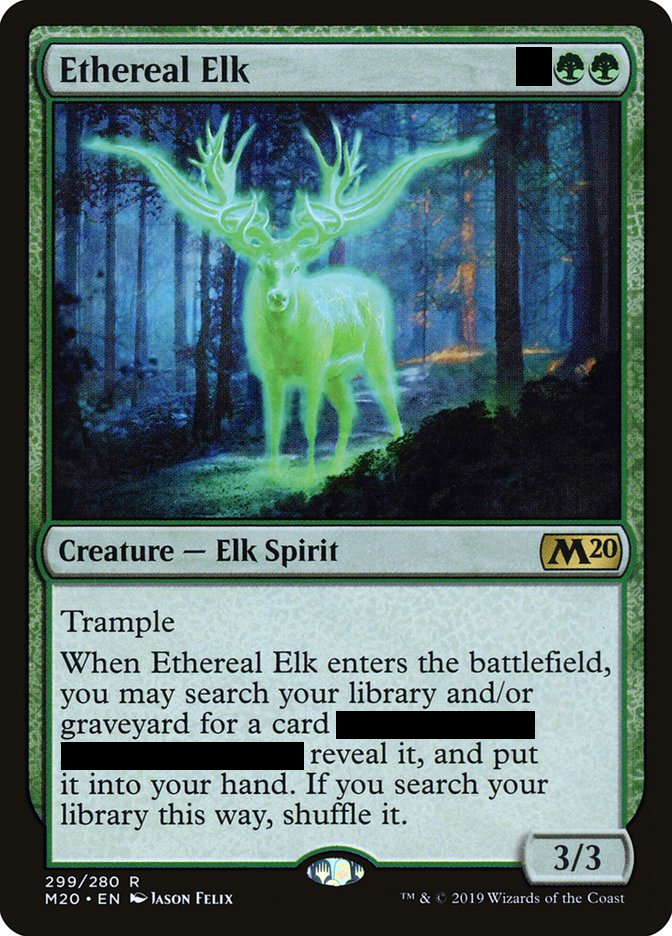 Ethereal Elk
Creature — Elk Spirit
M20
Trample
When Ethereal Elk enters the battlefield,
you may search your library and/or
graveyard for a card
reveal it, and put
it into your hand. If you search your
library this way, shuffle it.
3/3
299/280 R
M20 • EN Jason Felix
™ & © 2019 Wizards of the Coast